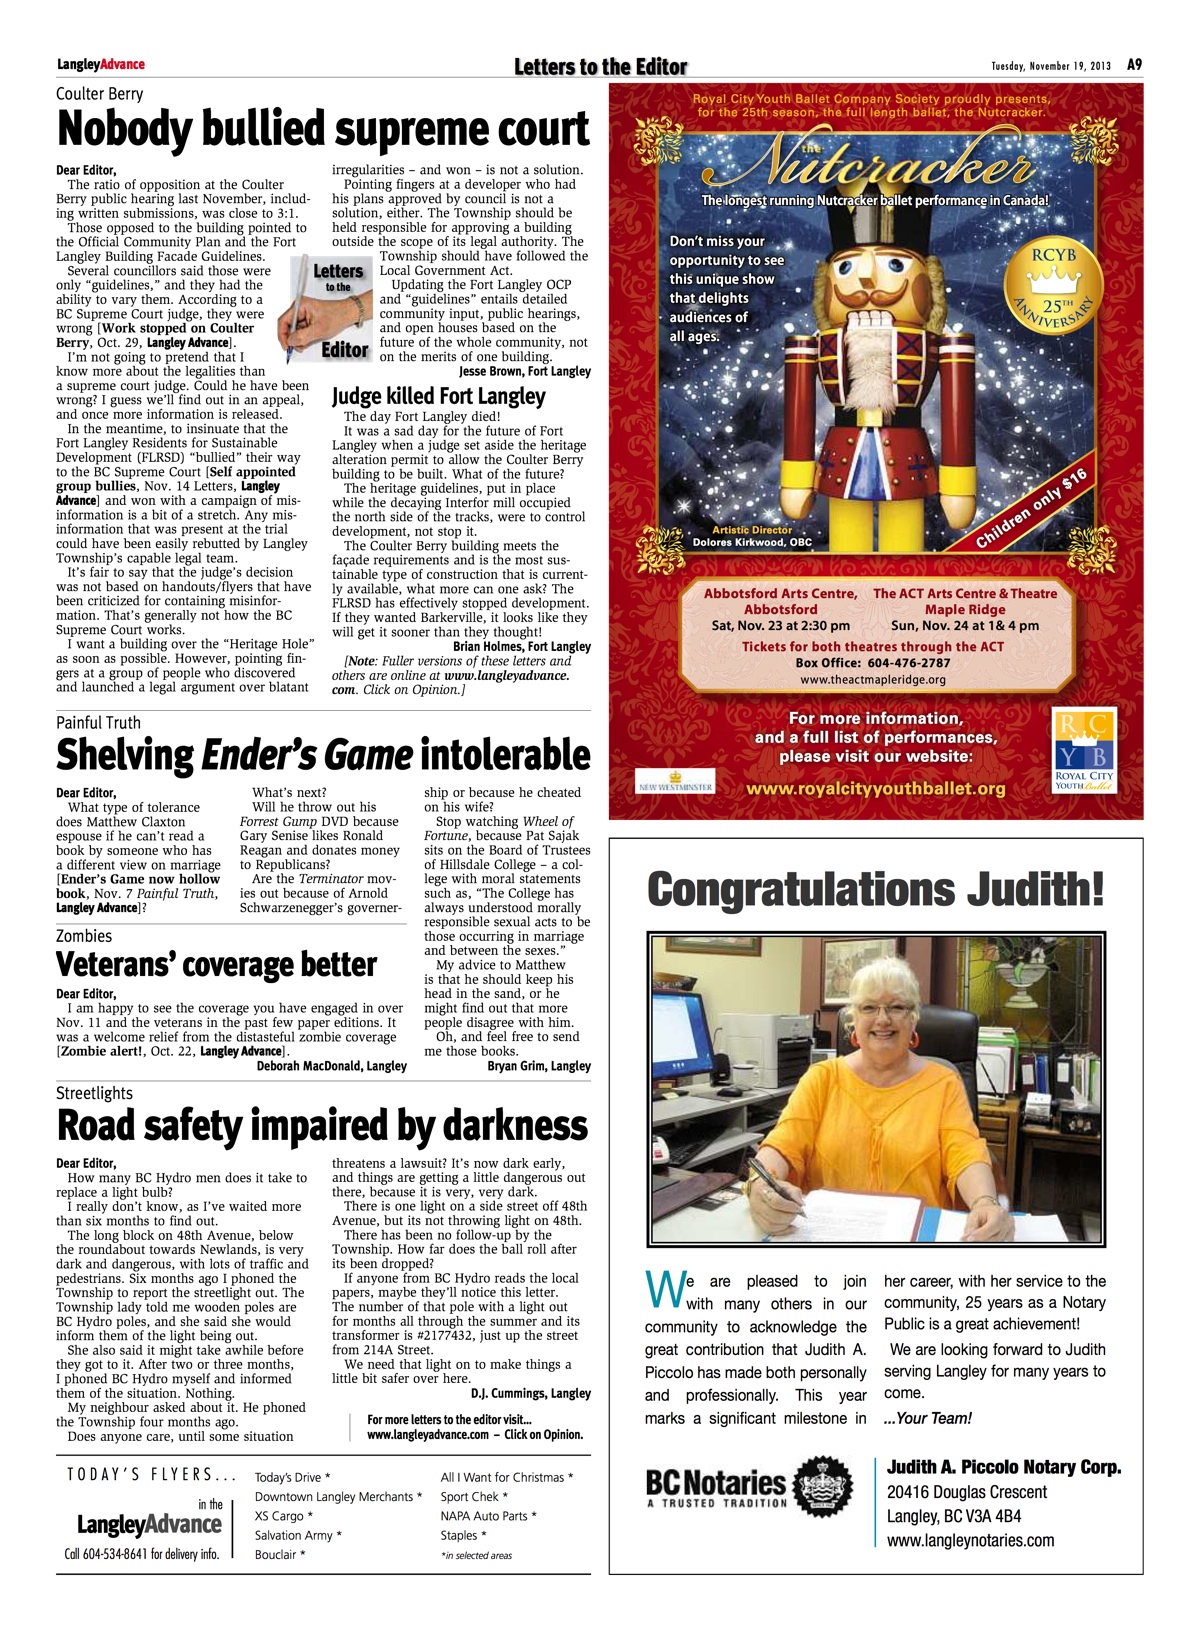 LangleyAdvance
Letters to the Editor
Tuesday, November 19, 2013 A9
Coulter Berry
Nobody bullied supreme court
Dear Editor,
The ratio of opposition at the Coulter
Berry public hearing last November, includ-
ing written submissions, was close to 3:1.
Those opposed to the building pointed to
the Official Community Plan and the Fort
Langley Building Facade Guidelines.
Several councillors said those were
only “guidelines,” and they had the
ability to vary them. According to a
BC Supreme Court judge, they were
wrong [Work stopped on Coulter
Berry, Oct. 29, Langley Advance].
I’m not going to pretend that I
know more about the legalities than
a supreme court judge. Could he have been
wrong? I guess we’ll find out in an appeal,
and once more information is released.
In the meantime, to insinuate that the
Fort Langley Residents for Sustainable
Development (FLRSD) “bullied” their way
to the BC Supreme Court [Self appointed
group bullies, Nov. 14 Letters, Langley
Advance] and won with a campaign of mis-
information is a bit of a stretch. Any mis-
information that was present at the trial
could have been easily rebutted by Langley
Township’s capable legal team.
It’s fair to say that the judge’s decision
was not based on handouts/flyers that have
been criticized for containing misinfor-
mation. That’s generally not how the BC
Supreme Court works.
I want a building over the “Heritage Hole”
as soon as possible. However, pointing fin-
gers at a group of people who discovered
and launched a legal argument over blatant
irregularities – and won – is not a solution.
Pointing fingers at a developer who had
his plans approved by council is not a
solution, either. The Township should be
held responsible for approving a building
outside the scope of its legal authority. The
Township should have followed the
Local Government Act.
Updating the Fort Langley OCP
and “guidelines” entails detailed
community input, public hearings,
and open houses based on the
future of the whole community, not
on the merits of one building.
Jesse Brown, Fort Langley
Letters
to the
Editor
Judge killed Fort Langley
The day Fort Langley died!
It was a sad day for the future of Fort
Langley when a judge set aside the heritage
alteration permit to allow the Coulter Berry
building to be built. What of the future?
The heritage guidelines, put in place
while the decaying Interfor mill occupied
the north side of the tracks, were to control
development, not stop it.
The Coulter Berry building meets the
façade requirements and is the most sus-
tainable type of construction that is current-
ly available, what more can one ask? The
FLRSD has effectively stopped development.
If they wanted Barkerville, it looks like they
will get it sooner than they thought!
Brian Holmes, Fort Langley
[Note: Fuller versions of these letters and
others are online at www.langleyadvance.
com. Click on Opinion.]
Painful Truth
Shelving Ender’s Game intolerable
Dear Editor,
What type of tolerance
does Matthew Claxton
espouse if he can’t read a
book by someone who has
a different view on marriage
[Ender’s Game now hollow
book, Nov. 7 Painful Truth,
Langley Advance]?
What’s next?
Will he throw out his
Forrest Gump DVD because
Gary Senise likes Ronald
Reagan and donates money
to Republicans?
Are the Terminator mov-
ies out because of Arnold
Schwarzenegger’s governer-
ship or because he cheated
on his wife?
Stop watching Wheel of
Fortune, because Pat Sajak
sits on the Board of Trustees
of Hillsdale College – a col-
lege with moral statements
such as, “The College has
always understood morally
responsible sexual acts to be
those occurring in marriage
and between the sexes.”
My advice to Matthew
is that he should keep his
head in the sand, or he
might find out that more
people disagree with him.
Oh, and feel free to send
me those books.
Bryan Grim, Langley
Zombies
Veterans’ coverage better
Dear Editor,
I am happy to see the coverage you have engaged in over
Nov. 11 and the veterans in the past few paper editions. It
was a welcome relief from the distasteful zombie coverage
[Zombie alert!, Oct. 22, Langley Advance].
Deborah MacDonald, Langley
Streetlights
Road safety impaired by darkness
Dear Editor,
How many BC Hydro men does it take to
replace a light bulb?
I really don’t know, as I’ve waited more
than six months to find out.
The long block on 48th Avenue, below
the roundabout towards Newlands, is very
dark and dangerous, with lots of traffic and
pedestrians. Six months ago I phoned the
Township to report the streetlight out. The
Township lady told me wooden poles are
BC Hydro poles, and she said she would
inform them of the light being out.
She also said it might take awhile before
they got to it. After two or three months,
I phoned BC Hydro myself and informed
them of the situation. Nothing.
My neighbour asked about it. He phoned
the Township four months ago.
Does anyone care, until some situation
threatens a lawsuit? It’s now dark early,
and things are getting a little dangerous out
there, because it is very, very dark.
There is one light on a side street off 48th
Avenue, but its not throwing light on 48th.
There has been no follow-up by the
Township. How far does the ball roll after
its been dropped?
If anyone from BC Hydro reads the local
papers, maybe they’ll notice this letter.
The number of that pole with a light out
for months all through the summer and its
transformer is #2177432, just up the street
from 214A Street.
We need that light on to make things a
little bit safer over here.
D.J. Cummings, Langley
For more letters to the editor visit...
www.langleyadvance.com – Click on Opinion.
TODAY’S FLYERS...
in the
LangleyAdvance
Call 604-534-8641 for delivery info.
Today’s Drive *
Downtown Langley Merchants *
XS Cargo *
Salvation Army *
Bouclair *
All I Want for Christmas *
Sport Chek *
NAPA Auto Parts *
Staples *
*in selected areas
Royal City Youth Ballet Company Society proudly presents,
for the 25th season, the full length ballet, the Nutcracker.
the Nutcracker
The longest running Nutcracker ballet performance in Canada!
Don’t miss your
opportunity to see
this unique show
that delights
audiences of
all ages.
RCYB
25TH
ANNIVERSARY
Children only $16
Artistic Director
Dolores Kirkwood, OBC
Abbotsford Arts Centre,
Abbotsford
Sat, Nov. 23 at 2:30 pm
The ACT Arts Centre & Theatre
Maple Ridge
Sun, Nov. 24 at 1& 4 pm
Tickets for both theatres through the ACT
Box Office: 604-476-2787
www.theactmapleridge.org
For more information,
and a full list of performances,
please visit our website:
www.royalcityyouthballet.org
NEW WESTMINSTER
R C
Y B
ROYAL CITY
YOUTH Ballet
Congratulations Judith!
We are pleased to join
with many others in our
community to acknowledge the
great contribution that Judith A.
Piccolo has made both personally
and professionally. This year
marks a significant milestone in
her career, with her service to the
community, 25 years as a Notary
Public is a great achievement!
We are looking forward to Judith
serving Langley for many years to
come.
...Your Team!
BC Notaries
A TRUSTED TRADITION
Judith A. Piccolo Notary Corp.
20416 Douglas Crescent
Langley, BC V3A 4B4
www.langleynotaries.com